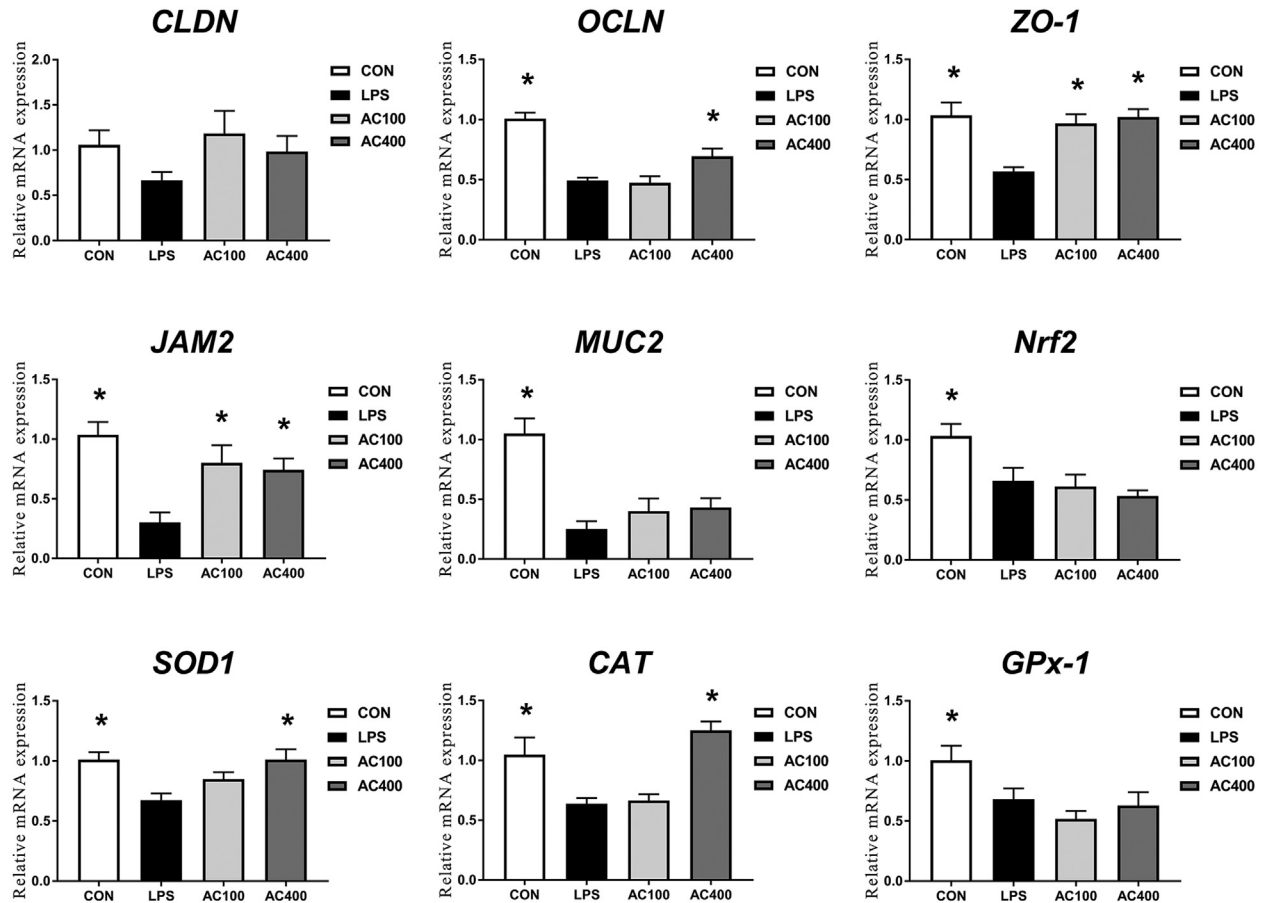 CLDN
Relative mRNA expression
2.0
1.5
1.0
0.5
0.0
CON
LPS
AC100
AC400
CON
LPS
AC100
AC400
OCLN
Relative mRNA expression
1.5
1.0
0.5
0.0
*
*
CON
LPS
AC100
AC400
CON
LPS
AC100
AC400
ZO-1
Relative mRNA expression
1.5
1.0
0.5
0.0
*
*
*
CON
LPS
AC100
AC400
CON
LPS
AC100
AC400
JAM2
Relative mRNA expression
1.5
1.0
0.5
0.0
*
*
*
CON
LPS
AC100
AC400
CON
LPS
AC100
AC400
MUC2
Relative mRNA expression
1.5
1.0
0.5
0.0
*
CON
LPS
AC100
AC400
CON
LPS
AC100
AC400
Nrf2
Relative mRNA expression
1.5
1.0
0.5
0.0
*
CON
LPS
AC100
AC400
CON
LPS
AC100
AC400
SOD1
Relative mRNA expression
1.5
1.0
0.5
0.0
*
*
CON
LPS
AC100
AC400
CON
LPS
AC100
AC400
CAT
Relative mRNA expression
1.5
1.0
0.5
0.0
*
*
CON
LPS
AC100
AC400
CON
LPS
AC100
AC400
GPx-1
Relative mRNA expression
1.5
1.0
0.5
0.0
*
CON
LPS
AC100
AC400
CON
LPS
AC100
AC400